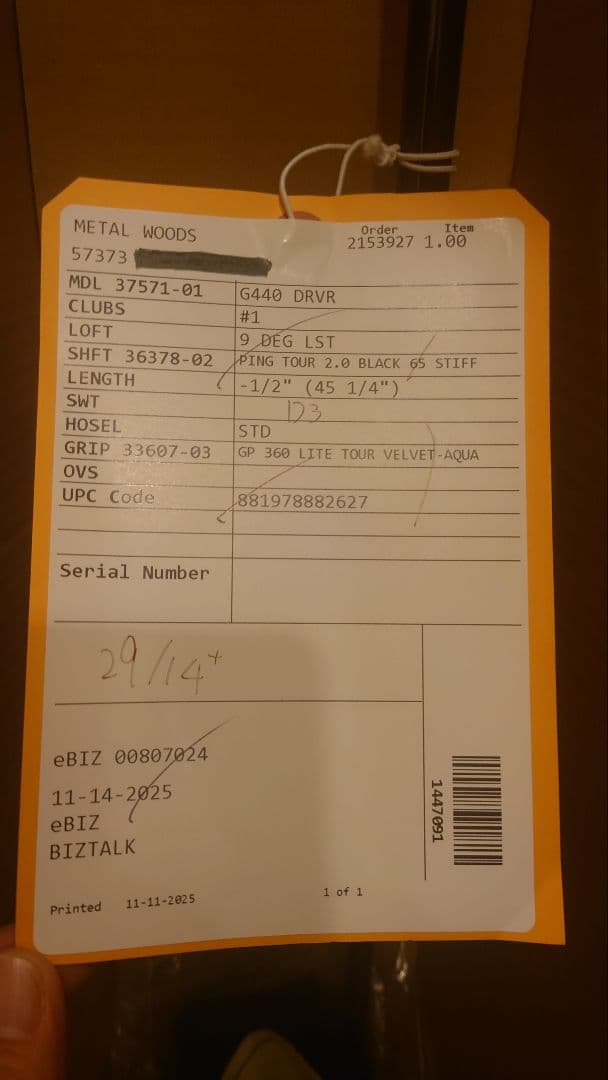 METAL WOODS
Order Item
57373 2153927 1.00
MDL 37571-01 G440 DRVR
CLUBS #1
LOFT 9 DEG LST
SHFT 36378-02 PING TOUR 2.0 BLACK 65 STIFF
LENGTH -1/2" (45 1/4")
SWT D3
HOSEL STD
GRIP 33607-03 GP 360 LITE TOUR VELVET-AQUA
OVS
UPC Code 881978882627
Serial Number
29/14+
eBIZ 00807024
11-14-2025
eBIZ
BIZTALK
1447091
Printed 11-11-2025 1 of 1